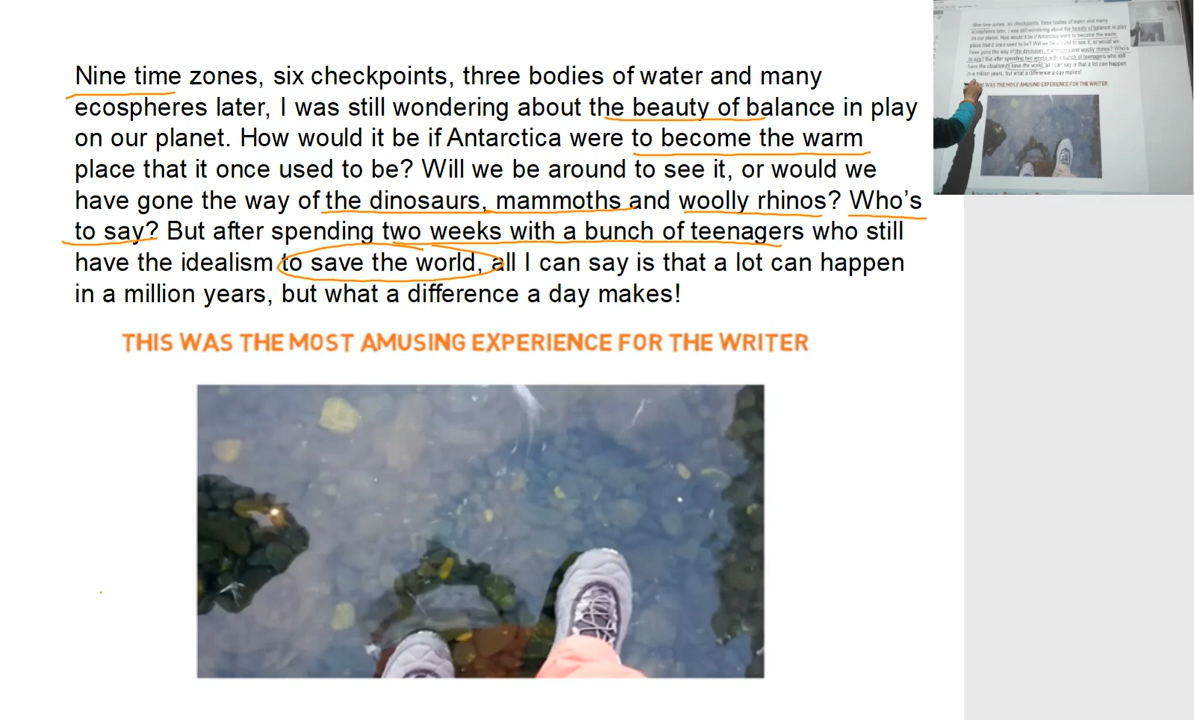 Nine time zones, six checkpoints, three bodies of water and many
ecospheres later, I was still wondering about the beauty of balance in play
on our planet. How would it be if Antarctica were to become the warm
place that it once used to be? Will we be around to see it, or would we
have gone the way of the dinosaurs, mammoths and woolly rhinos? Who's
to say? But after spending two weeks with a bunch of teenagers who still
have the idealism to save the world, all I can say is that a lot can happen
in a million years, but what a difference a day makes!
THIS WAS THE MOST AMUSING EXPERIENCE FOR THE WRITER